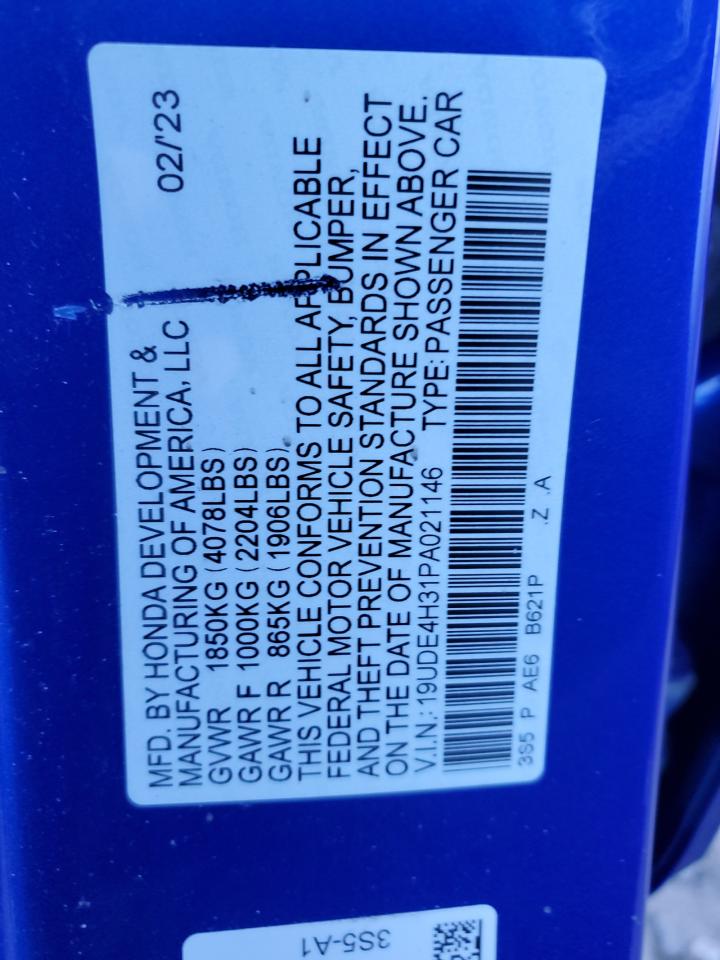 MFD. BY HONDA DEVELOPMENT &
MANUFACTURING OF AMERICA, LLC 02/'23
GVWR 1850KG (4078LBS)
GAWR F 1000KG (2204LBS)
GAWR R 865KG (1906LBS)
THIS VEHICLE CONFORMS TO ALL APPLICABLE
FEDERAL MOTOR VEHICLE SAFETY, BUMPER,
AND THEFT PREVENTION STANDARDS IN EFFECT
ON THE DATE OF MANUFACTURE SHOWN ABOVE.
V.I.N.: 19UDE4H31PA021146 TYPE: PASSENGER CAR
3S5 P AE6 B621P .Z .A
3S5-A1